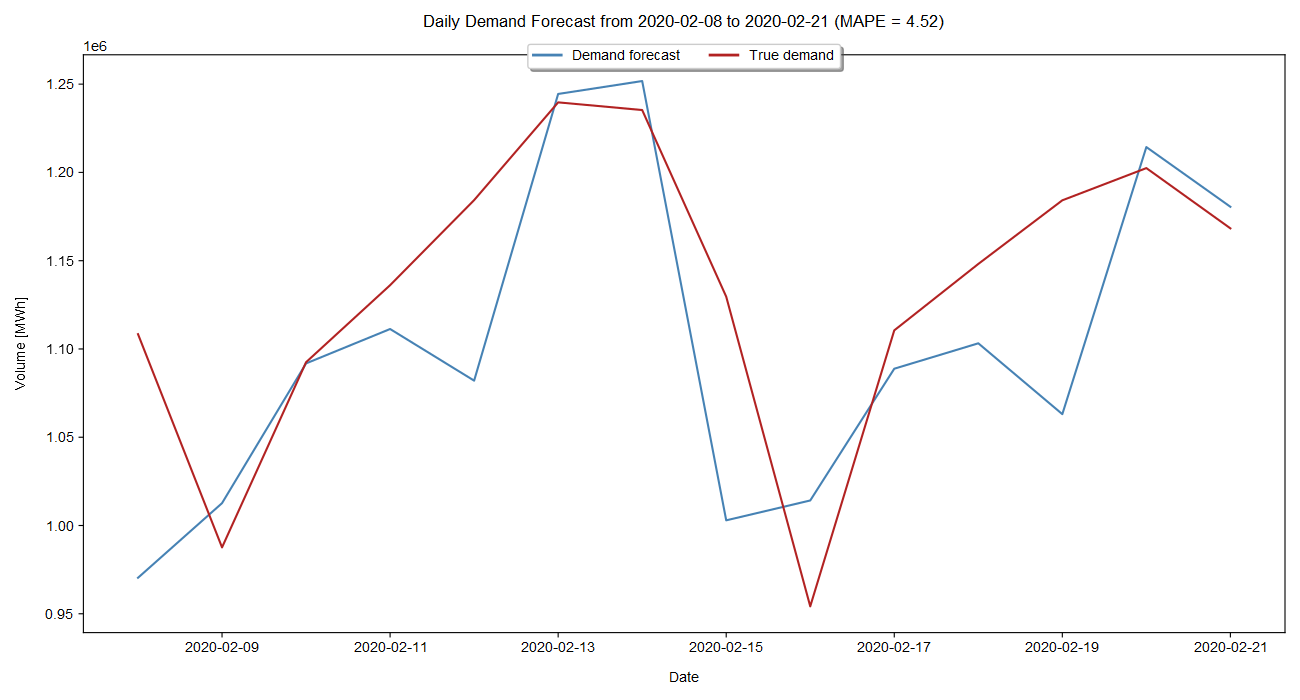 Daily Demand Forecast from 2020-02-08 to 2020-02-21 (MAPE = 4.52)
1e6
Demand forecast True demand
1.25
1.20
1.15
1.10
1.05
1.00
0.95
Volume [MWh]
2020-02-09 2020-02-11 2020-02-13 2020-02-15 2020-02-17 2020-02-19 2020-02-21
Date